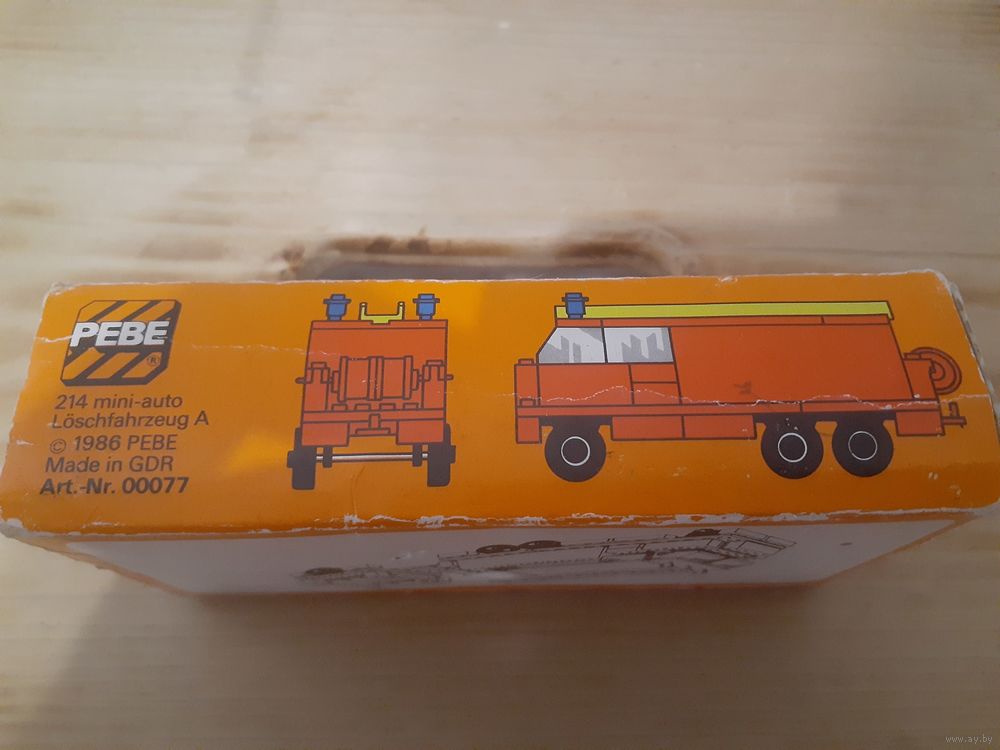 PEBE
®
214 mini-auto
Löschfahrzeug A
© 1986 PEBE
Made in GDR
Art.-Nr. 00077
www.ay.by